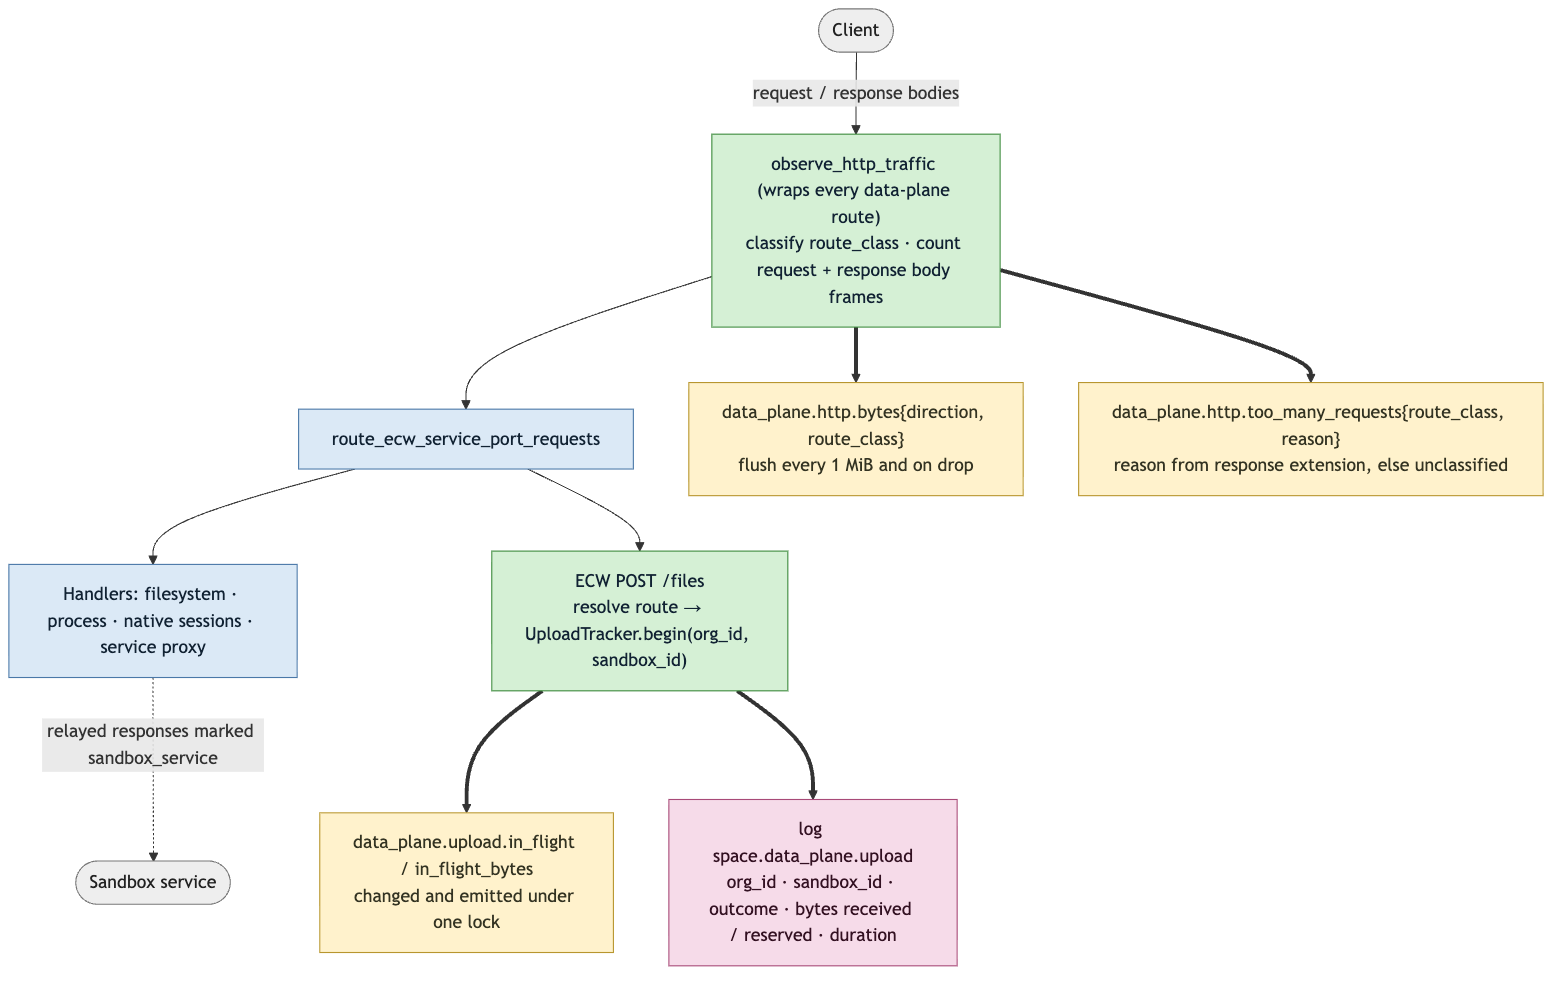 Client
request / response bodies
observe_http_traffic
(wraps every data-plane
route)
classify route_class · count
request + response body
frames
data_plane.http.bytes{direction,
route_class}
flush every 1 MiB and on drop
data_plane.http.too_many_requests{route_class,
reason}
reason from response extension, else unclassified
route_ecw_service_port_requests
Handlers: filesystem ·
process · native sessions ·
service proxy
ECW POST /files
resolve route →
UploadTracker.begin(org_id,
sandbox_id)
relayed responses marked
sandbox_service
Sandbox service
data_plane.upload.in_flight
/ in_flight_bytes
changed and emitted under
one lock
log
space.data_plane.upload
org_id · sandbox_id ·
outcome · bytes received
/ reserved · duration